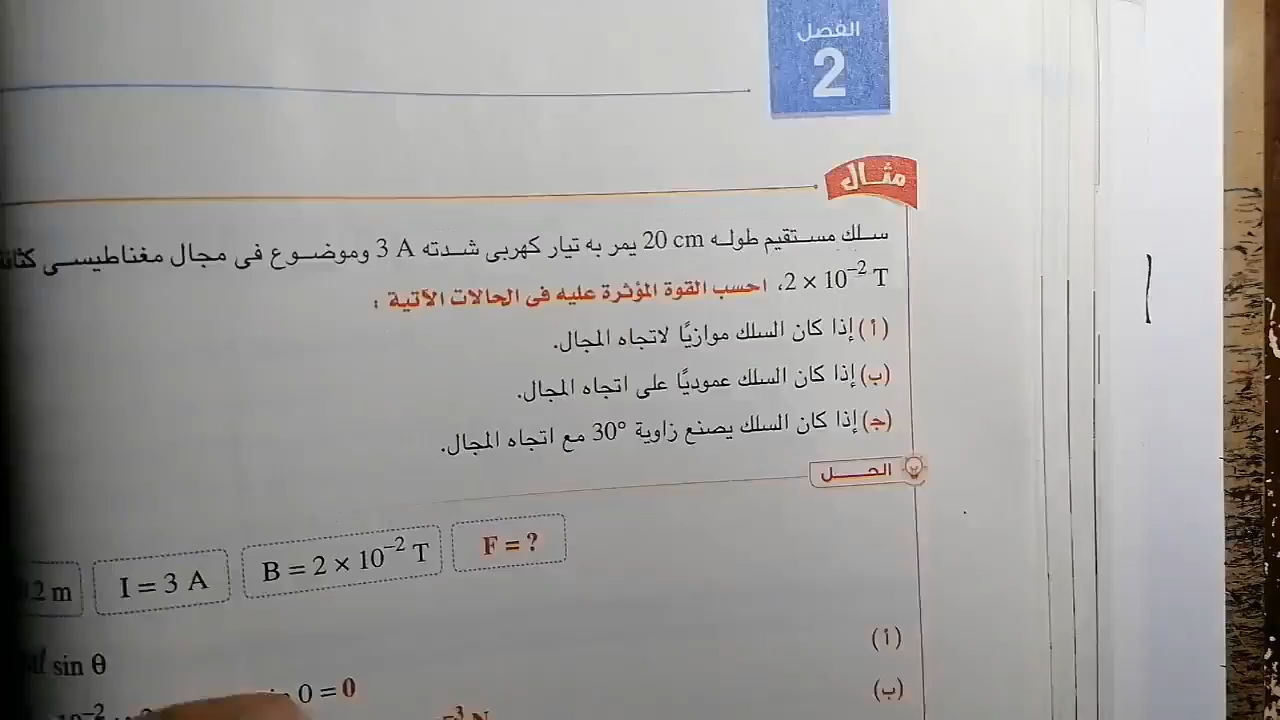 الفصل
2
مثال
سلك مستقيم طوله 20 cm يمر به تيار كهربى شدته 3 A وموضوع فى مجال مغناطيسى
2 × 10⁻² T، احسب القوة المؤثرة عليه فى الحالات الآتية :
(أ) إذا كان السلك موازيًا لاتجاه المجال.
(ب) إذا كان السلك عموديًا على اتجاه المجال.
(ج) إذا كان السلك يصنع زاوية 30° مع اتجاه المجال.
الحل
2 m I = 3 A B = 2 × 10⁻² T F = ?
(أ)
sin θ
0 = 0
(ب)